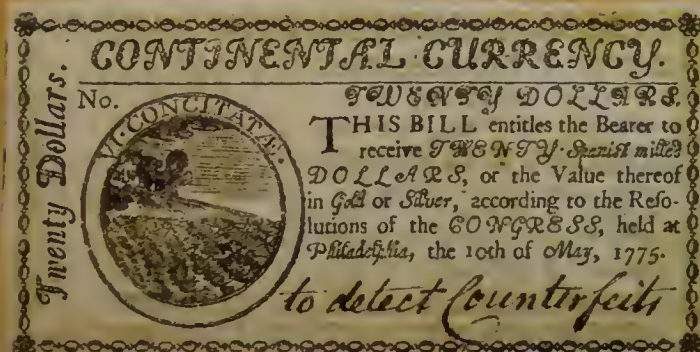 CONTINENTAL CURRENCY.
Twenty Dollars.
No.
VI·CONCITATÆ.
TWENTY DOLLARS.
THIS BILL entitles the Bearer to
receive TWENTY Spanish milled
DOLLARS, or the Value thereof
in Gold or Silver, according to the Reso-
lutions of the CONGRESS, held at
Philadelphia, the 10th of May, 1775.
to detect Counterfeits